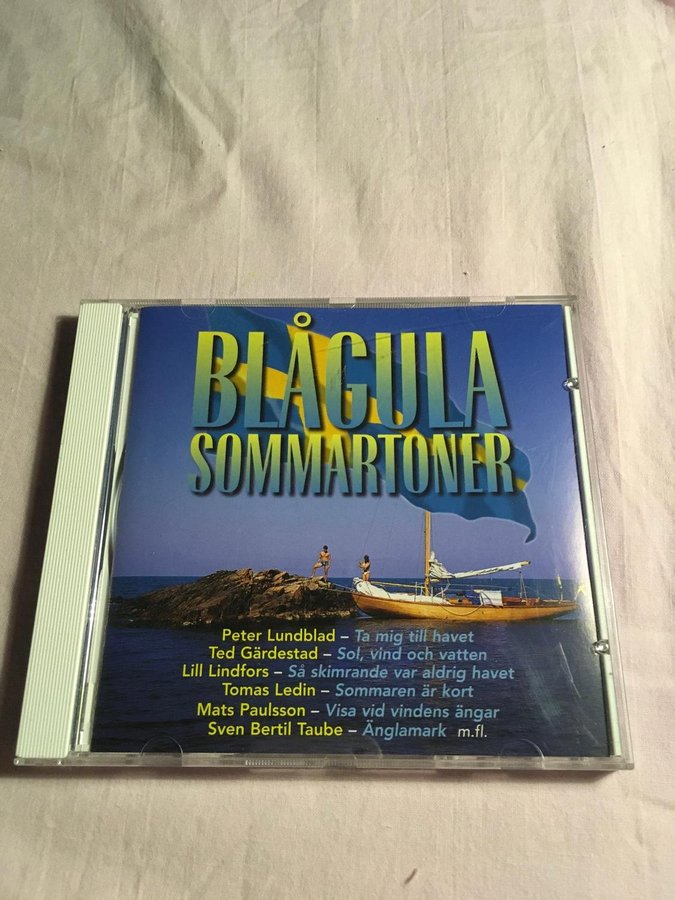 BLÅGULA
SOMMARTONER
Peter Lundblad – Ta mig till havet
Ted Gärdestad – Sol, vind och vatten
Lill Lindfors – Så skimrande var aldrig havet
Tomas Ledin – Sommaren är kort
Mats Paulsson – Visa vid vindens ängar
Sven Bertil Taube – Änglamark m.fl.